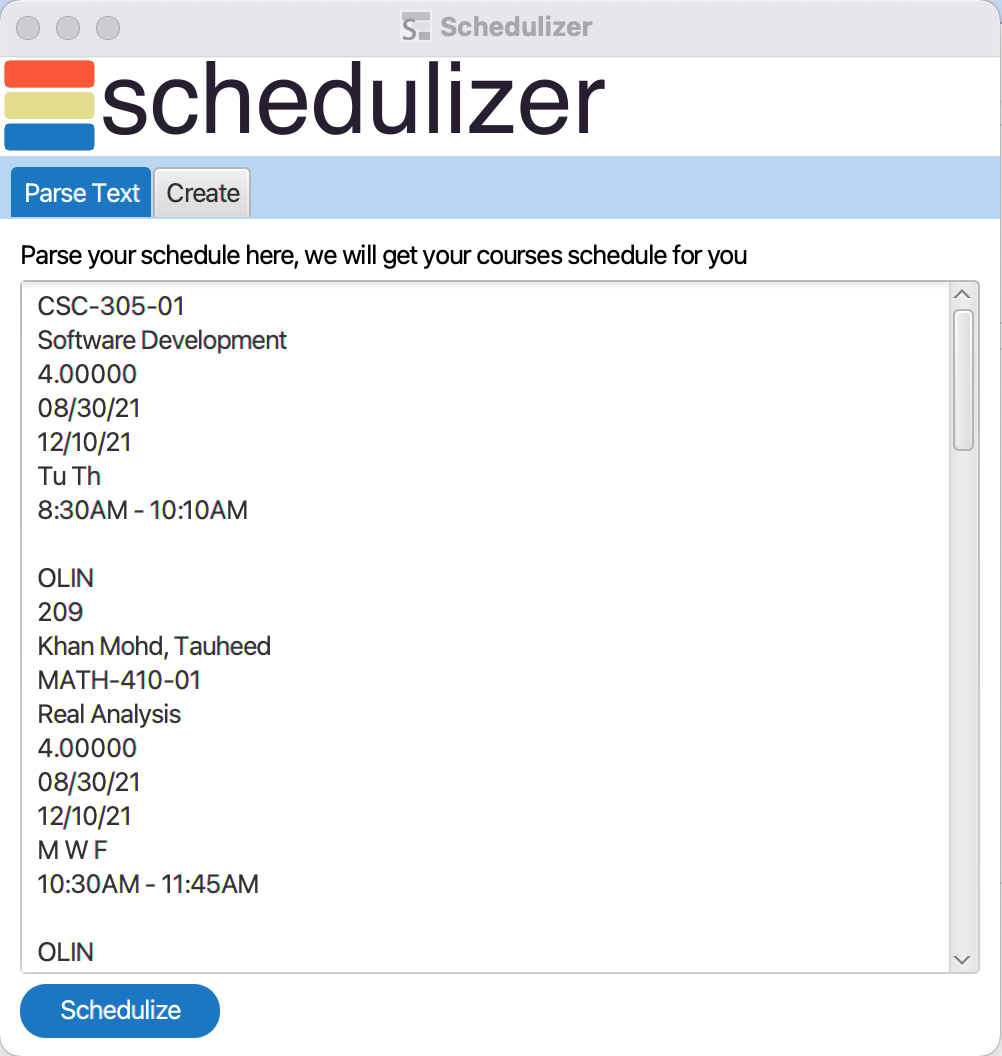 Schedulizer
schedulizer
Parse Text
Create
Parse your schedule here, we will get your courses schedule for you
CSC-305-01
Software Development
4.00000
08/30/21
12/10/21
Tu Th
8:30AM - 10:10AM
OLIN
209
Khan Mohd, Tauheed
MATH-410-01
Real Analysis
4.00000
08/30/21
12/10/21
M W F
10:30AM - 11:45AM
OLIN
Schedulize